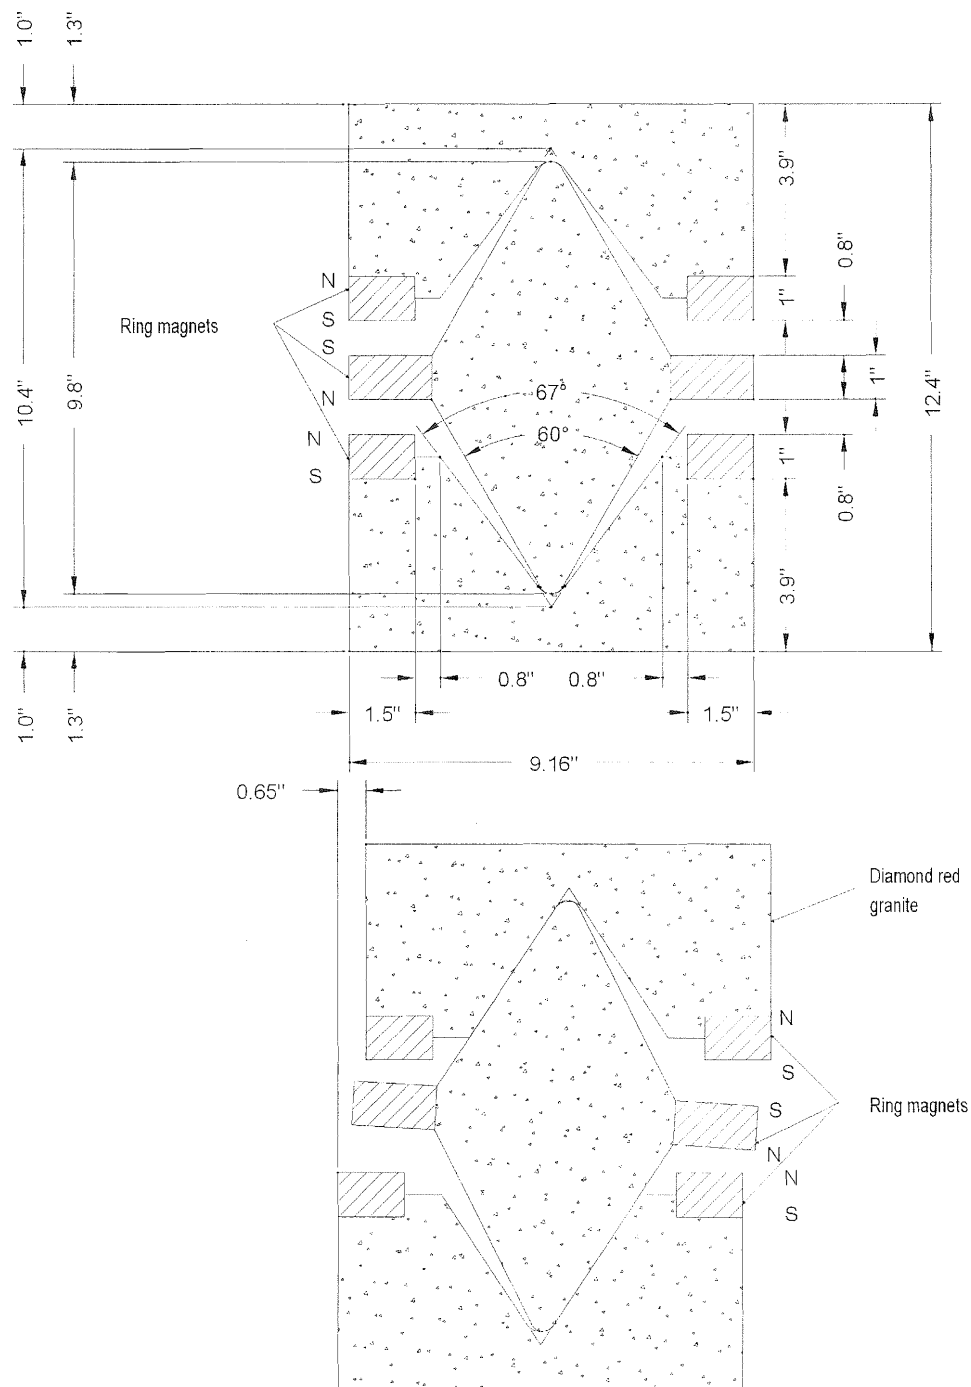 1.0"
1.3"
3.9"
0.8"
N
1"
S
Ring magnets
S
10.4"
9.8"
N
67°
1"
12.4"
60°
N
1"
S
0.8"
3.9"
0.8" 0.8"
1.0"
1.3"
1.5"
1.5"
9.16"
0.65"
Diamond red
granite
N
S
S
Ring magnets
N
N
S